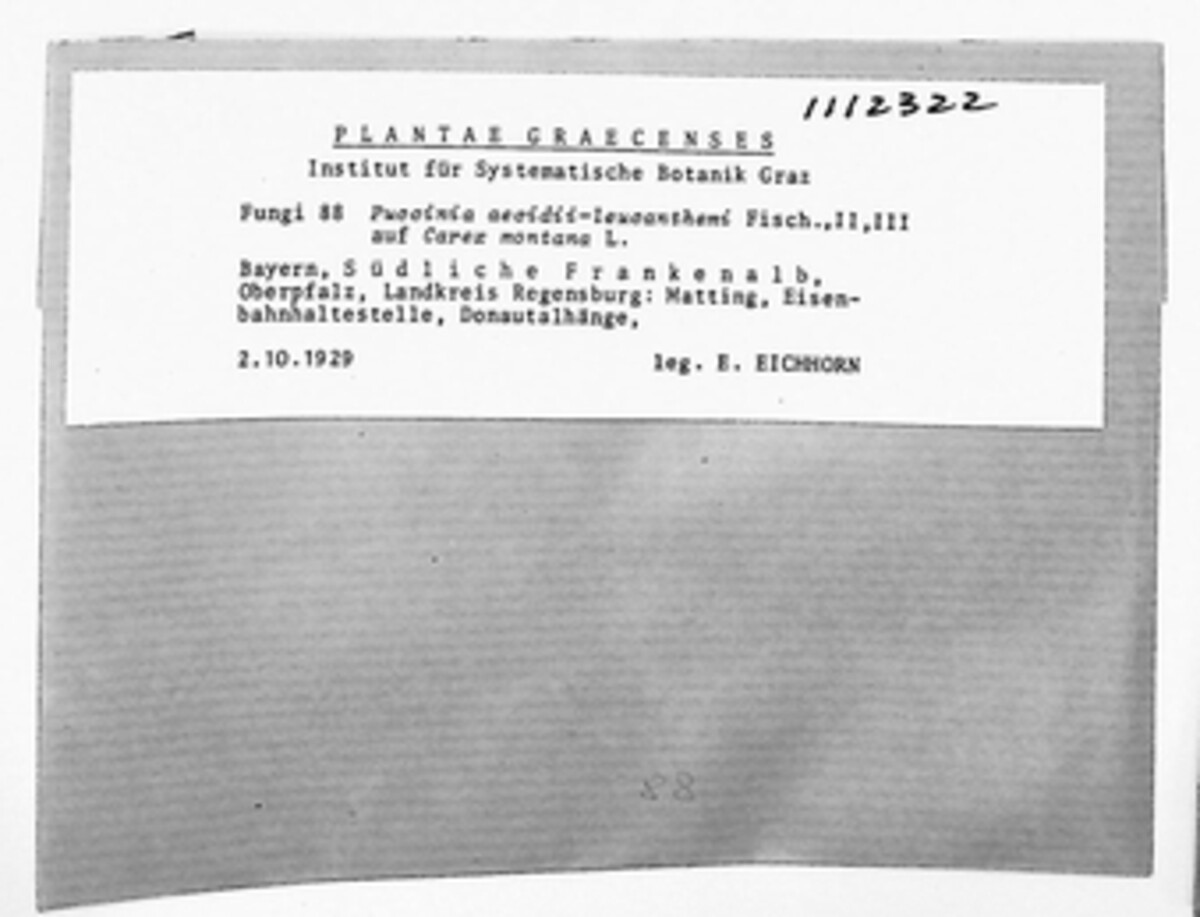 1112322
PLANTAE GRAECENSES
Institut für Systematische Botanik Graz
Fungi 88 Puccinia aecidii-leucanthemi Fisch.,II,III
auf Carex montana L.
Bayern, Südliche Frankenalb,
Oberpfalz, Landkreis Regensburg: Matting, Eisen-
bahnhaltestelle, Donautalhänge,
2.10.1929 leg. E. EICHHORN
88